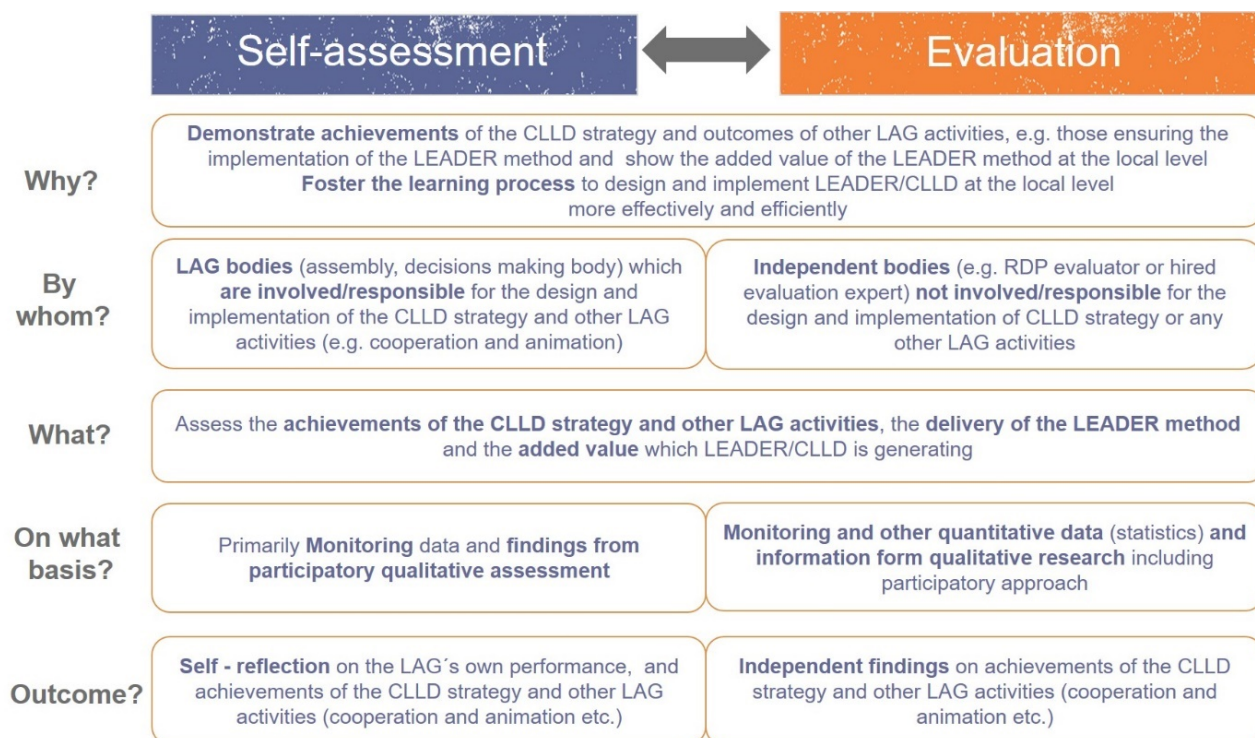 Self-assessment
Evaluation
Why?
Demonstrate achievements of the CLLD strategy and outcomes of other LAG activities, e.g. those ensuring the
implementation of the LEADER method and show the added value of the LEADER method at the local level
Foster the learning process to design and implement LEADER/CLLD at the local level
more effectively and efficiently
By
whom?
LAG bodies (assembly, decisions making body) which
are involved/responsible for the design and
implementation of the CLLD strategy and other LAG
activities (e.g. cooperation and animation)
Independent bodies (e.g. RDP evaluator or hired
evaluation expert) not involved/responsible for the
design and implementation of CLLD strategy or any
other LAG activities
What?
Assess the achievements of the CLLD strategy and other LAG activities, the delivery of the LEADER method
and the added value which LEADER/CLLD is generating
On what
basis?
Primarily Monitoring data and findings from
participatory qualitative assessment
Monitoring and other quantitative data (statistics) and
information form qualitative research including
participatory approach
Outcome?
Self - reflection on the LAG´s own performance, and
achievements of the CLLD strategy and other LAG
activities (cooperation and animation etc.)
Independent findings on achievements of the CLLD
strategy and other LAG activities (cooperation and
animation etc.)